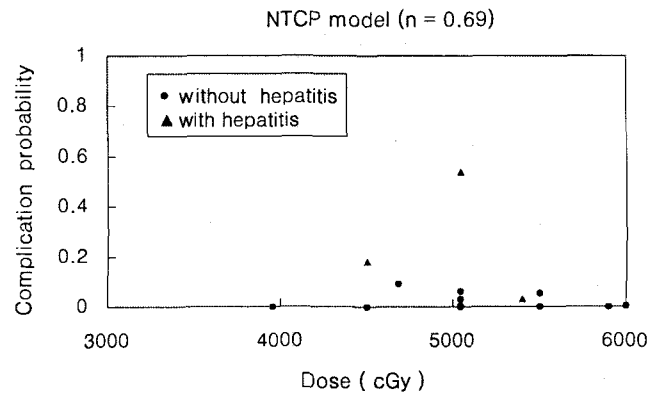 NTCP model (n = 0.69)
Complication probability
1
0.8
0.6
0.4
0.2
0
without hepatitis
with hepatitis
3000 4000 5000 6000
Dose ( cGy )